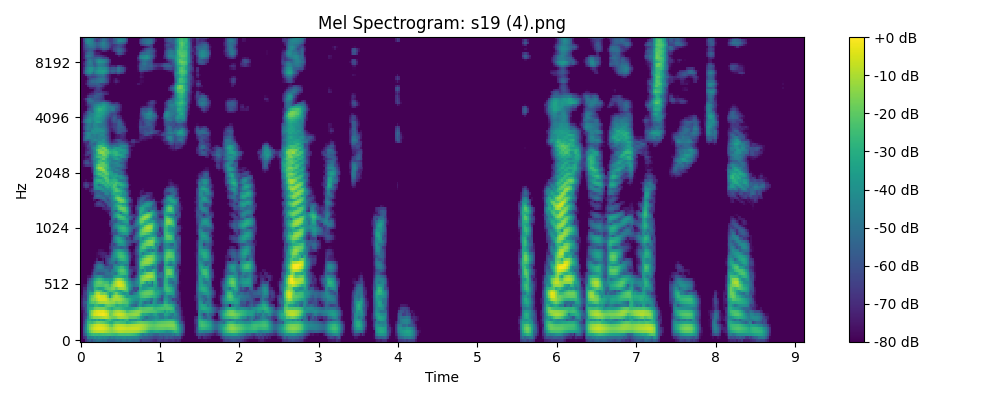 Mel Spectrogram: s19 (4).png
Hz
8192
4096
2048
1024
512
0
0 1 2 3 4 5 6 7 8 9
Time
+0 dB
-10 dB
-20 dB
-30 dB
-40 dB
-50 dB
-60 dB
-70 dB
-80 dB